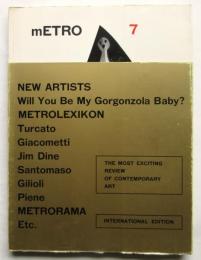 mETRO 7
NEW ARTISTS
Will You Be My Gorgonzola Baby?
METROLEXIKON
Turcato
Giacometti
Jim Dine
Santomaso
Gilioli
Piene
METRORAMA
Etc.
THE MOST EXCITING
REVIEW
OF CONTEMPORARY
ART
INTERNATIONAL EDITION